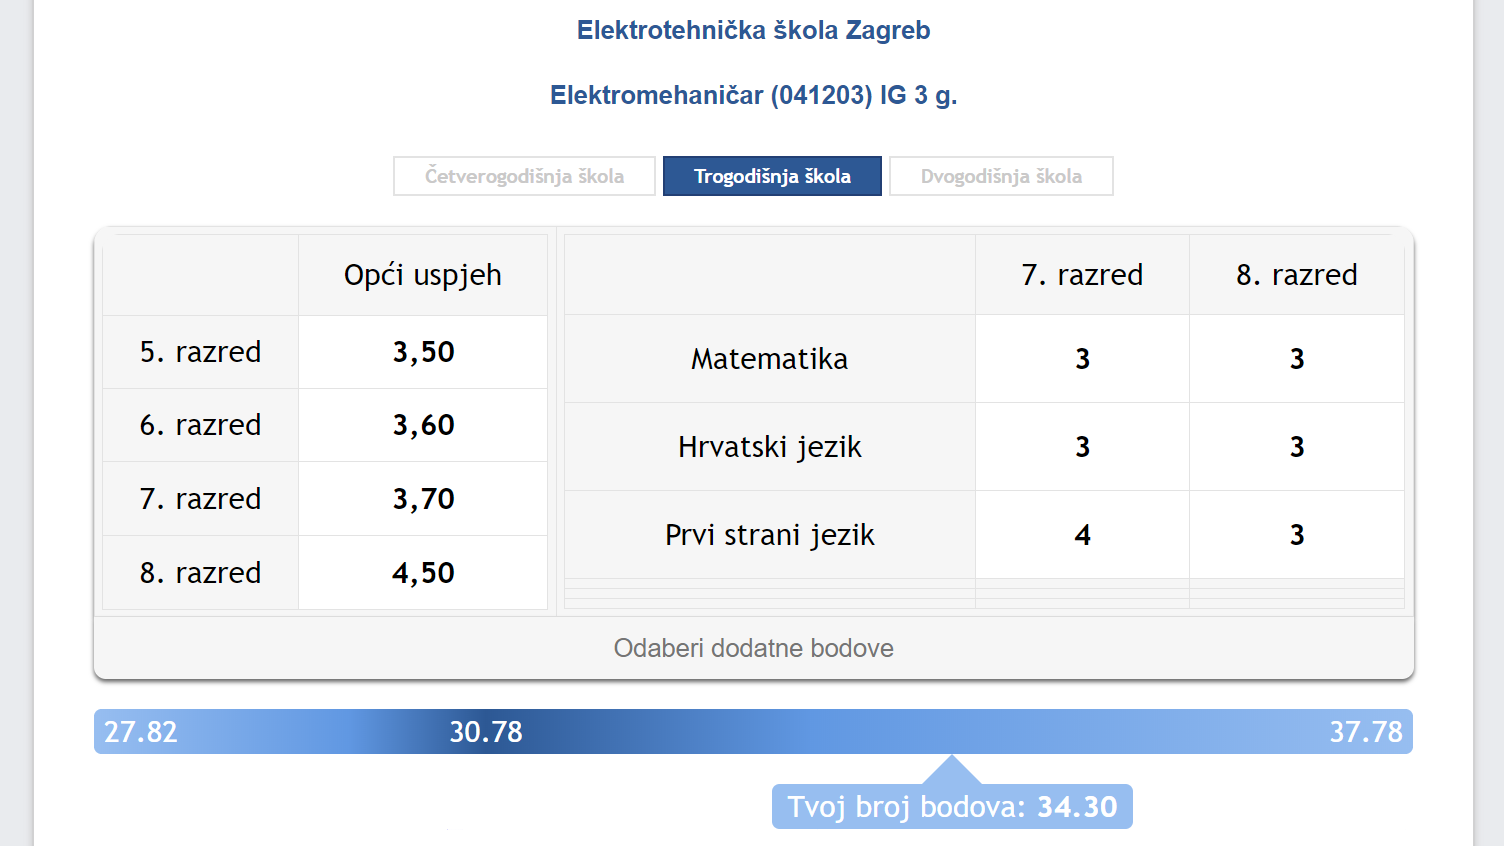 Elektrotehnička škola Zagreb
Elektromehaničar (041203) IG 3 g.
Četverogodišnja škola Trogodišnja škola Dvogodišnja škola
Opći uspjeh
5. razred 3,50
6. razred 3,60
7. razred 3,70
8. razred 4,50
7. razred 8. razred
Matematika 3 3
Hrvatski jezik 3 3
Prvi strani jezik 4 3
Odaberi dodatne bodove
27.82 30.78 37.78
Tvoj broj bodova: 34.30